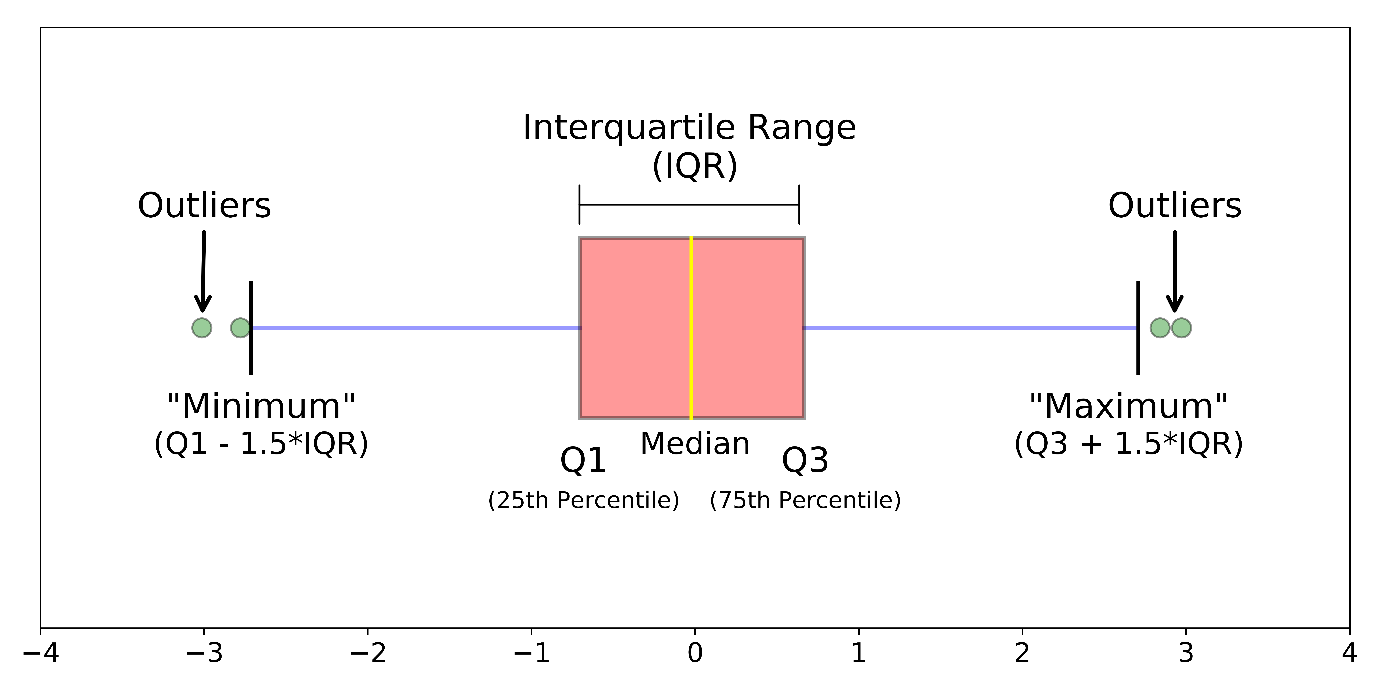 Interquartile Range
(IQR)
Outliers
Outliers
"Minimum"
(Q1 - 1.5*IQR)
"Maximum"
(Q3 + 1.5*IQR)
Median
Q1
Q3
(25th Percentile)
(75th Percentile)
−4
−3
−2
−1
0
1
2
3
4